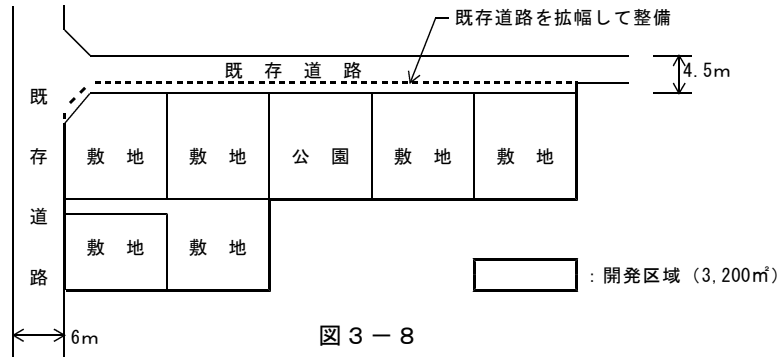 既存道路を拡幅して整備
既存道路
4.5m
既存道路
敷地
敷地
公園
敷地
敷地
敷地
敷地
：開発区域（3,200㎡）
6m
図３－８